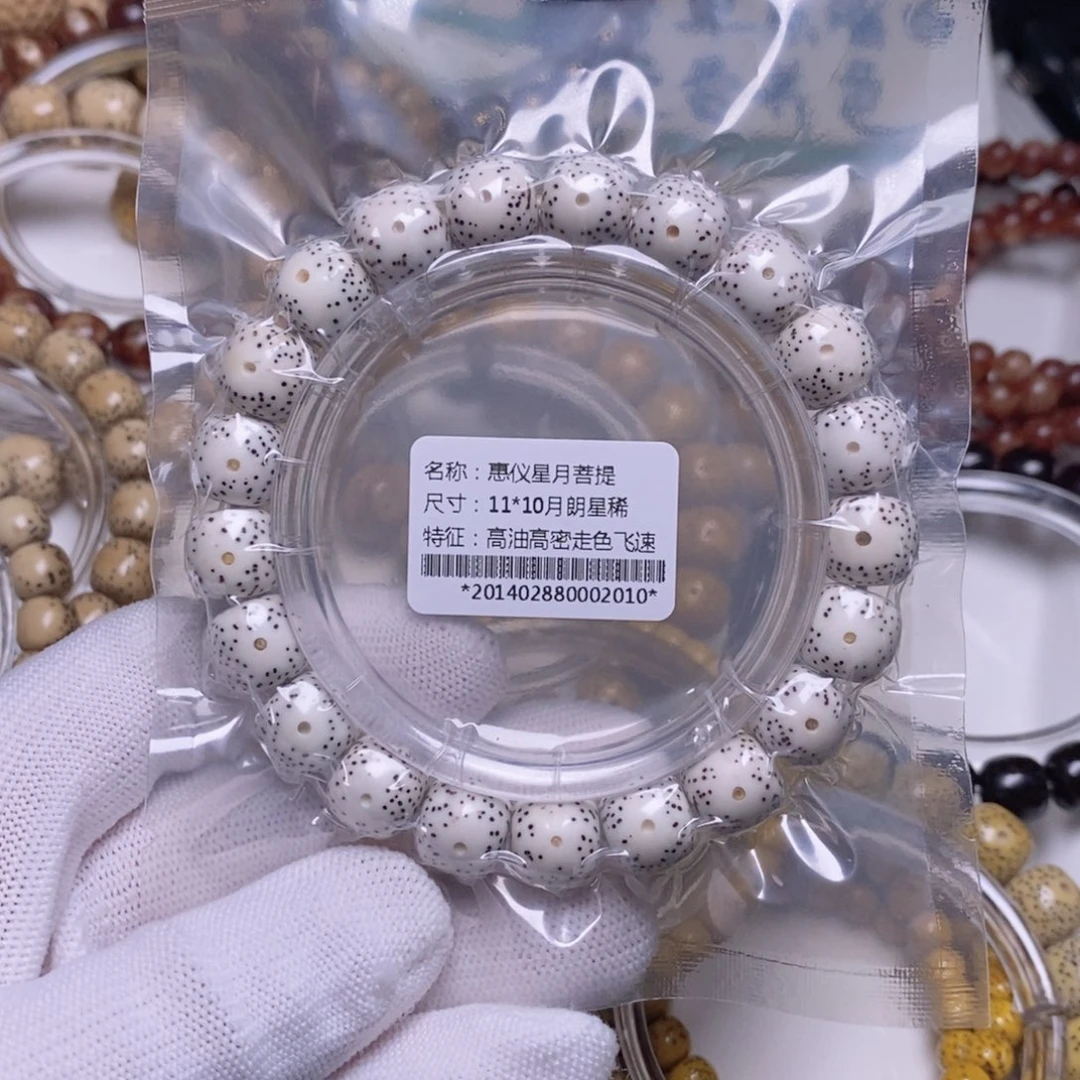 名称：惠仪星月菩提
尺寸：11*10月朗星稀
特征：高油高密走色飞速
*201402880002010*